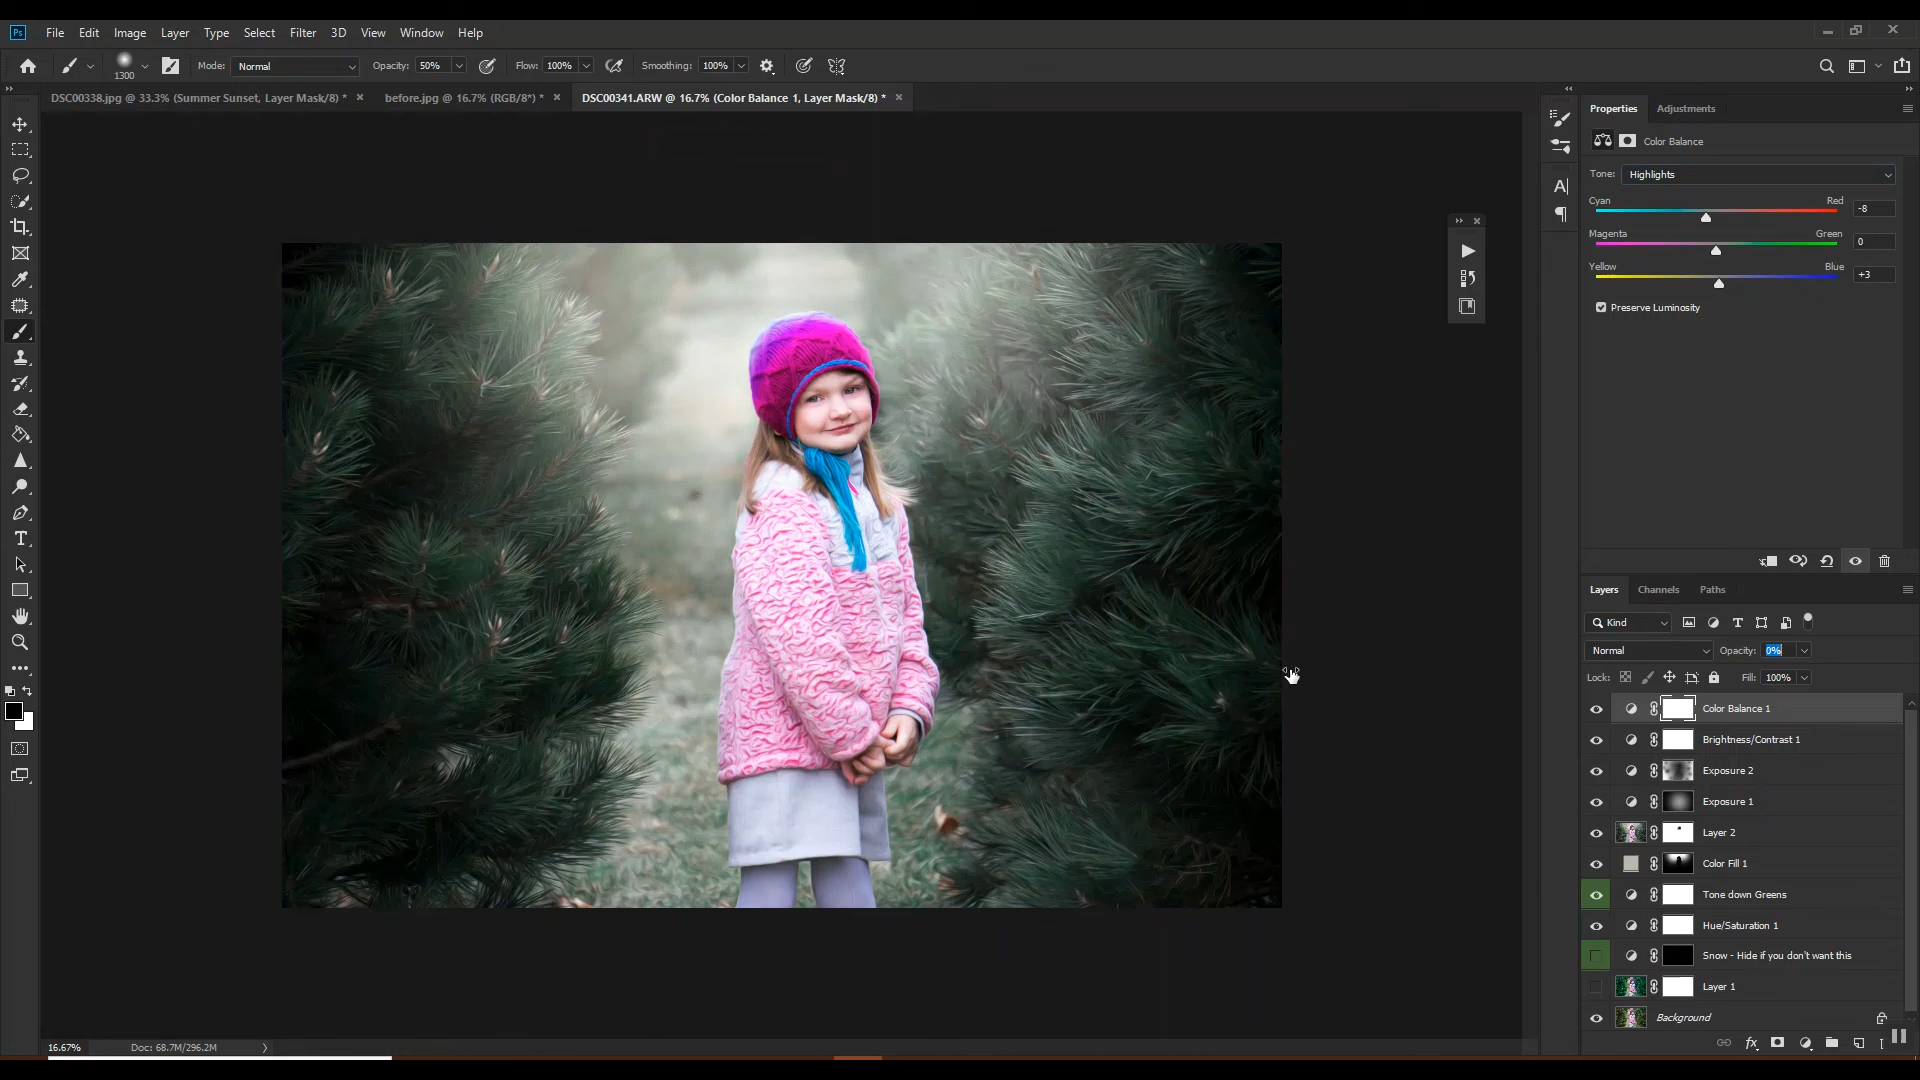 Ps File Edit Image Layer Type Select Filter 3D View Window Help
1300 Mode: Normal Opacity: 50% Flow: 100% Smoothing: 100%
DSC00338.jpg @ 33.3% (Summer Sunset, Layer Mask/8) * before.jpg @ 16.7% (RGB/8*) * DSC00341.ARW @ 16.7% (Color Balance 1, Layer Mask/8) *
Properties Adjustments
Color Balance
Tone: Highlights
Cyan Red -8
Magenta Green 0
Yellow Blue +3
Preserve Luminosity
Layers Channels Paths
Kind
Normal Opacity: 0%
Lock: Fill: 100%
Color Balance 1
Brightness/Contrast 1
Exposure 2
Exposure 1
Layer 2
Color Fill 1
Tone down Greens
Hue/Saturation 1
Snow - Hide if you don't want this
Layer 1
Background
16.67% Doc: 68.7M/296.2M